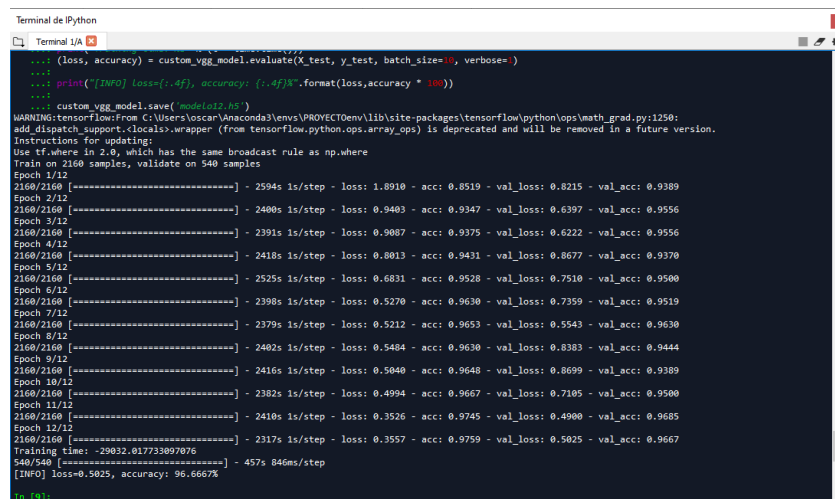 Terminal de IPython
Terminal 1/A
...: (loss, accuracy) = custom_vgg_model.evaluate(X_test, y_test, batch_size=10, verbose=1)
...:
...: print("[INFO] loss={:.4f}, accuracy: {:.4f}%".format(loss,accuracy * 100))
...:
...: custom_vgg_model.save('modelo12.h5')
WARNING:tensorflow:From C:\Users\oscar\Anaconda3\envs\PROYECTOenv\lib\site-packages\tensorflow\python\ops\math_grad.py:1250:
add_dispatch_support.<locals>.wrapper (from tensorflow.python.ops.array_ops) is deprecated and will be removed in a future version.
Instructions for updating:
Use tf.where in 2.0, which has the same broadcast rule as np.where
Train on 2160 samples, validate on 540 samples
Epoch 1/12
2160/2160 [==============================] - 2594s 1s/step - loss: 1.8910 - acc: 0.8519 - val_loss: 0.8215 - val_acc: 0.9389
Epoch 2/12
2160/2160 [==============================] - 2400s 1s/step - loss: 0.9403 - acc: 0.9347 - val_loss: 0.6397 - val_acc: 0.9556
Epoch 3/12
2160/2160 [==============================] - 2391s 1s/step - loss: 0.9087 - acc: 0.9375 - val_loss: 0.6222 - val_acc: 0.9556
Epoch 4/12
2160/2160 [==============================] - 2418s 1s/step - loss: 0.8013 - acc: 0.9431 - val_loss: 0.8677 - val_acc: 0.9370
Epoch 5/12
2160/2160 [==============================] - 2525s 1s/step - loss: 0.6831 - acc: 0.9528 - val_loss: 0.7510 - val_acc: 0.9500
Epoch 6/12
2160/2160 [==============================] - 2398s 1s/step - loss: 0.5270 - acc: 0.9630 - val_loss: 0.7359 - val_acc: 0.9519
Epoch 7/12
2160/2160 [==============================] - 2379s 1s/step - loss: 0.5212 - acc: 0.9653 - val_loss: 0.5543 - val_acc: 0.9630
Epoch 8/12
2160/2160 [==============================] - 2402s 1s/step - loss: 0.5484 - acc: 0.9630 - val_loss: 0.8383 - val_acc: 0.9444
Epoch 9/12
2160/2160 [==============================] - 2416s 1s/step - loss: 0.5040 - acc: 0.9648 - val_loss: 0.8699 - val_acc: 0.9389
Epoch 10/12
2160/2160 [==============================] - 2382s 1s/step - loss: 0.4994 - acc: 0.9667 - val_loss: 0.7105 - val_acc: 0.9500
Epoch 11/12
2160/2160 [==============================] - 2410s 1s/step - loss: 0.3526 - acc: 0.9745 - val_loss: 0.4900 - val_acc: 0.9685
Epoch 12/12
2160/2160 [==============================] - 2317s 1s/step - loss: 0.3557 - acc: 0.9759 - val_loss: 0.5025 - val_acc: 0.9667
Training time: -29032.017733097076
540/540 [==============================] - 457s 846ms/step
[INFO] loss=0.5025, accuracy: 96.6667%
In [9]: